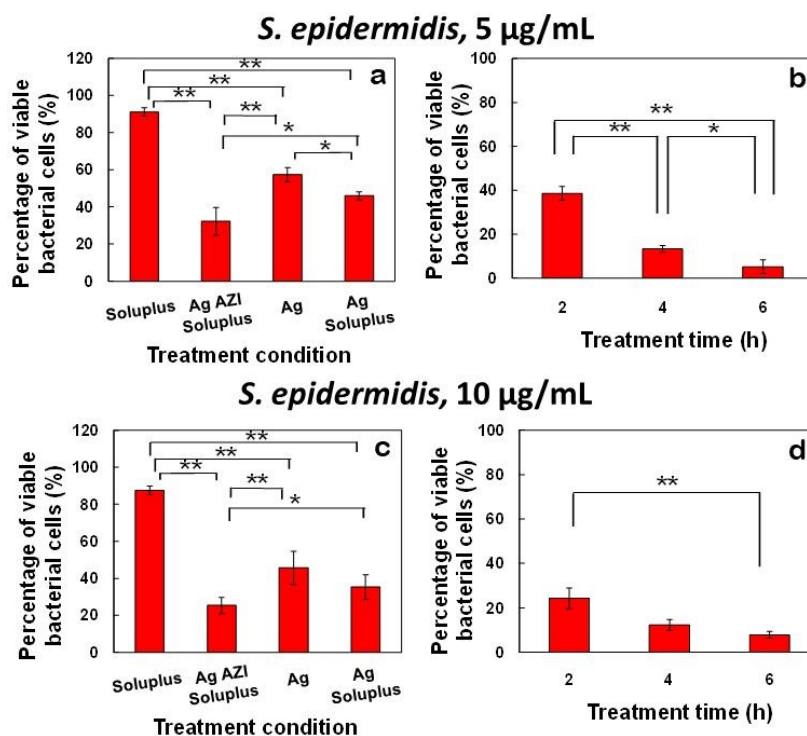 S. epidermidis, 5 µg/mL
a
Percentage of viable
bacterial cells (%)
120
100
80
60
40
20
0
**
**
**
**
*
*
Soluplus
Ag AZI
Soluplus
Ag
Ag
Soluplus
Treatment condition
b
Percentage of viable
bacterial cells (%)
100
80
60
40
20
0
**
**
*
2
4
6
Treatment time (h)
S. epidermidis, 10 µg/mL
c
Percentage of viable
bacterial cells (%)
120
100
80
60
40
20
0
**
**
**
**
*
Soluplus
Ag AZI
Soluplus
Ag
Ag
Soluplus
Treatment condition
d
Percentage of viable
bacterial cells (%)
100
80
60
40
20
0
**
2
4
6
Treatment time (h)